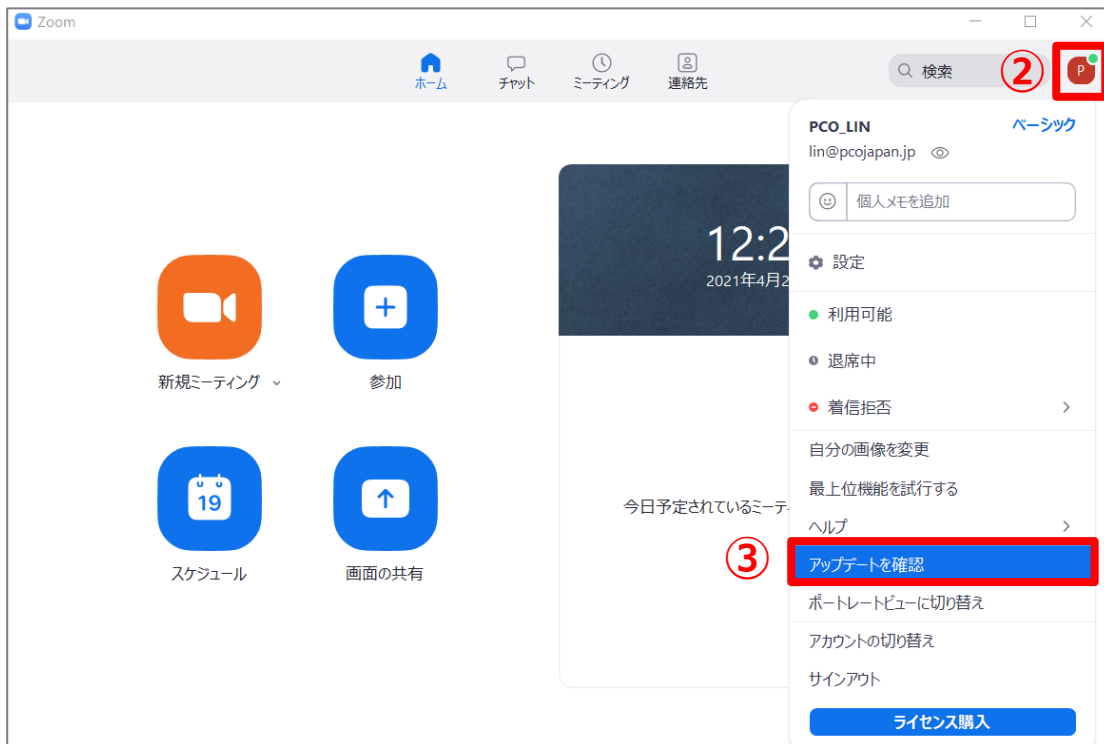 Zoom
ホーム
チャット
ミーティング
連絡先
検索
②
P
PCO_LIN
ベーシック
lin@pcojapan.jp
個人メモを追加
12:2
2021年4月2
設定
利用可能
退席中
着信拒否
新規ミーティング
参加
自分の画像を変更
最上位機能を試行する
19
今日予定されているミーテ
ヘルプ
③
アップデートを確認
スケジュール
画面の共有
ポートレートビューに切り替え
アカウントの切り替え
サインアウト
ライセンス購入